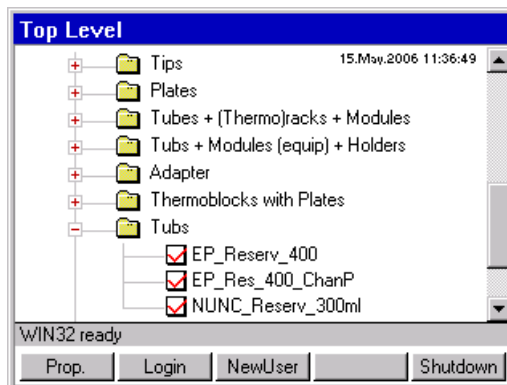 Top Level
Tips 15.May.2006 11:36:49
Plates
Tubes + (Thermo)racks + Modules
Tubs + Modules (equip) + Holders
Adapter
Thermoblocks with Plates
Tubs
EP_Reserv_400
EP_Res_400_ChanP
NUNC_Reserv_300ml
WIN32 ready
Prop. Login NewUser Shutdown